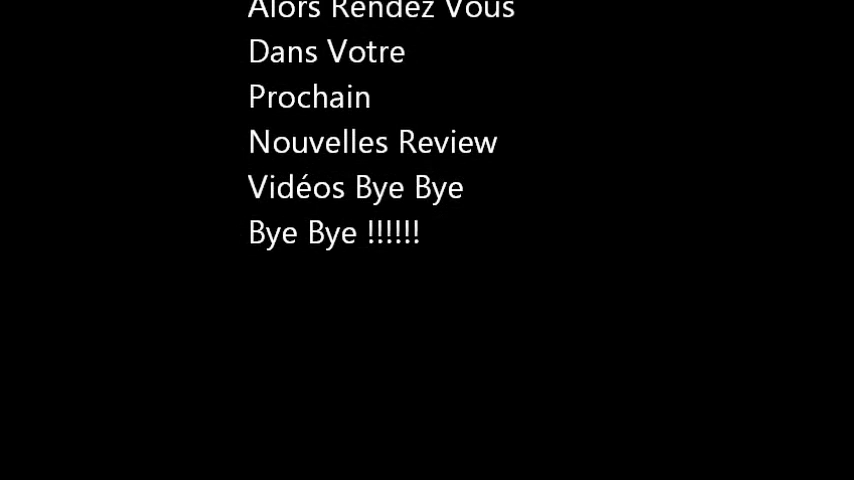 Alors Rendez Vous
Dans Votre
Prochain
Nouvelles Review
Vidéos Bye Bye
Bye Bye !!!!!!